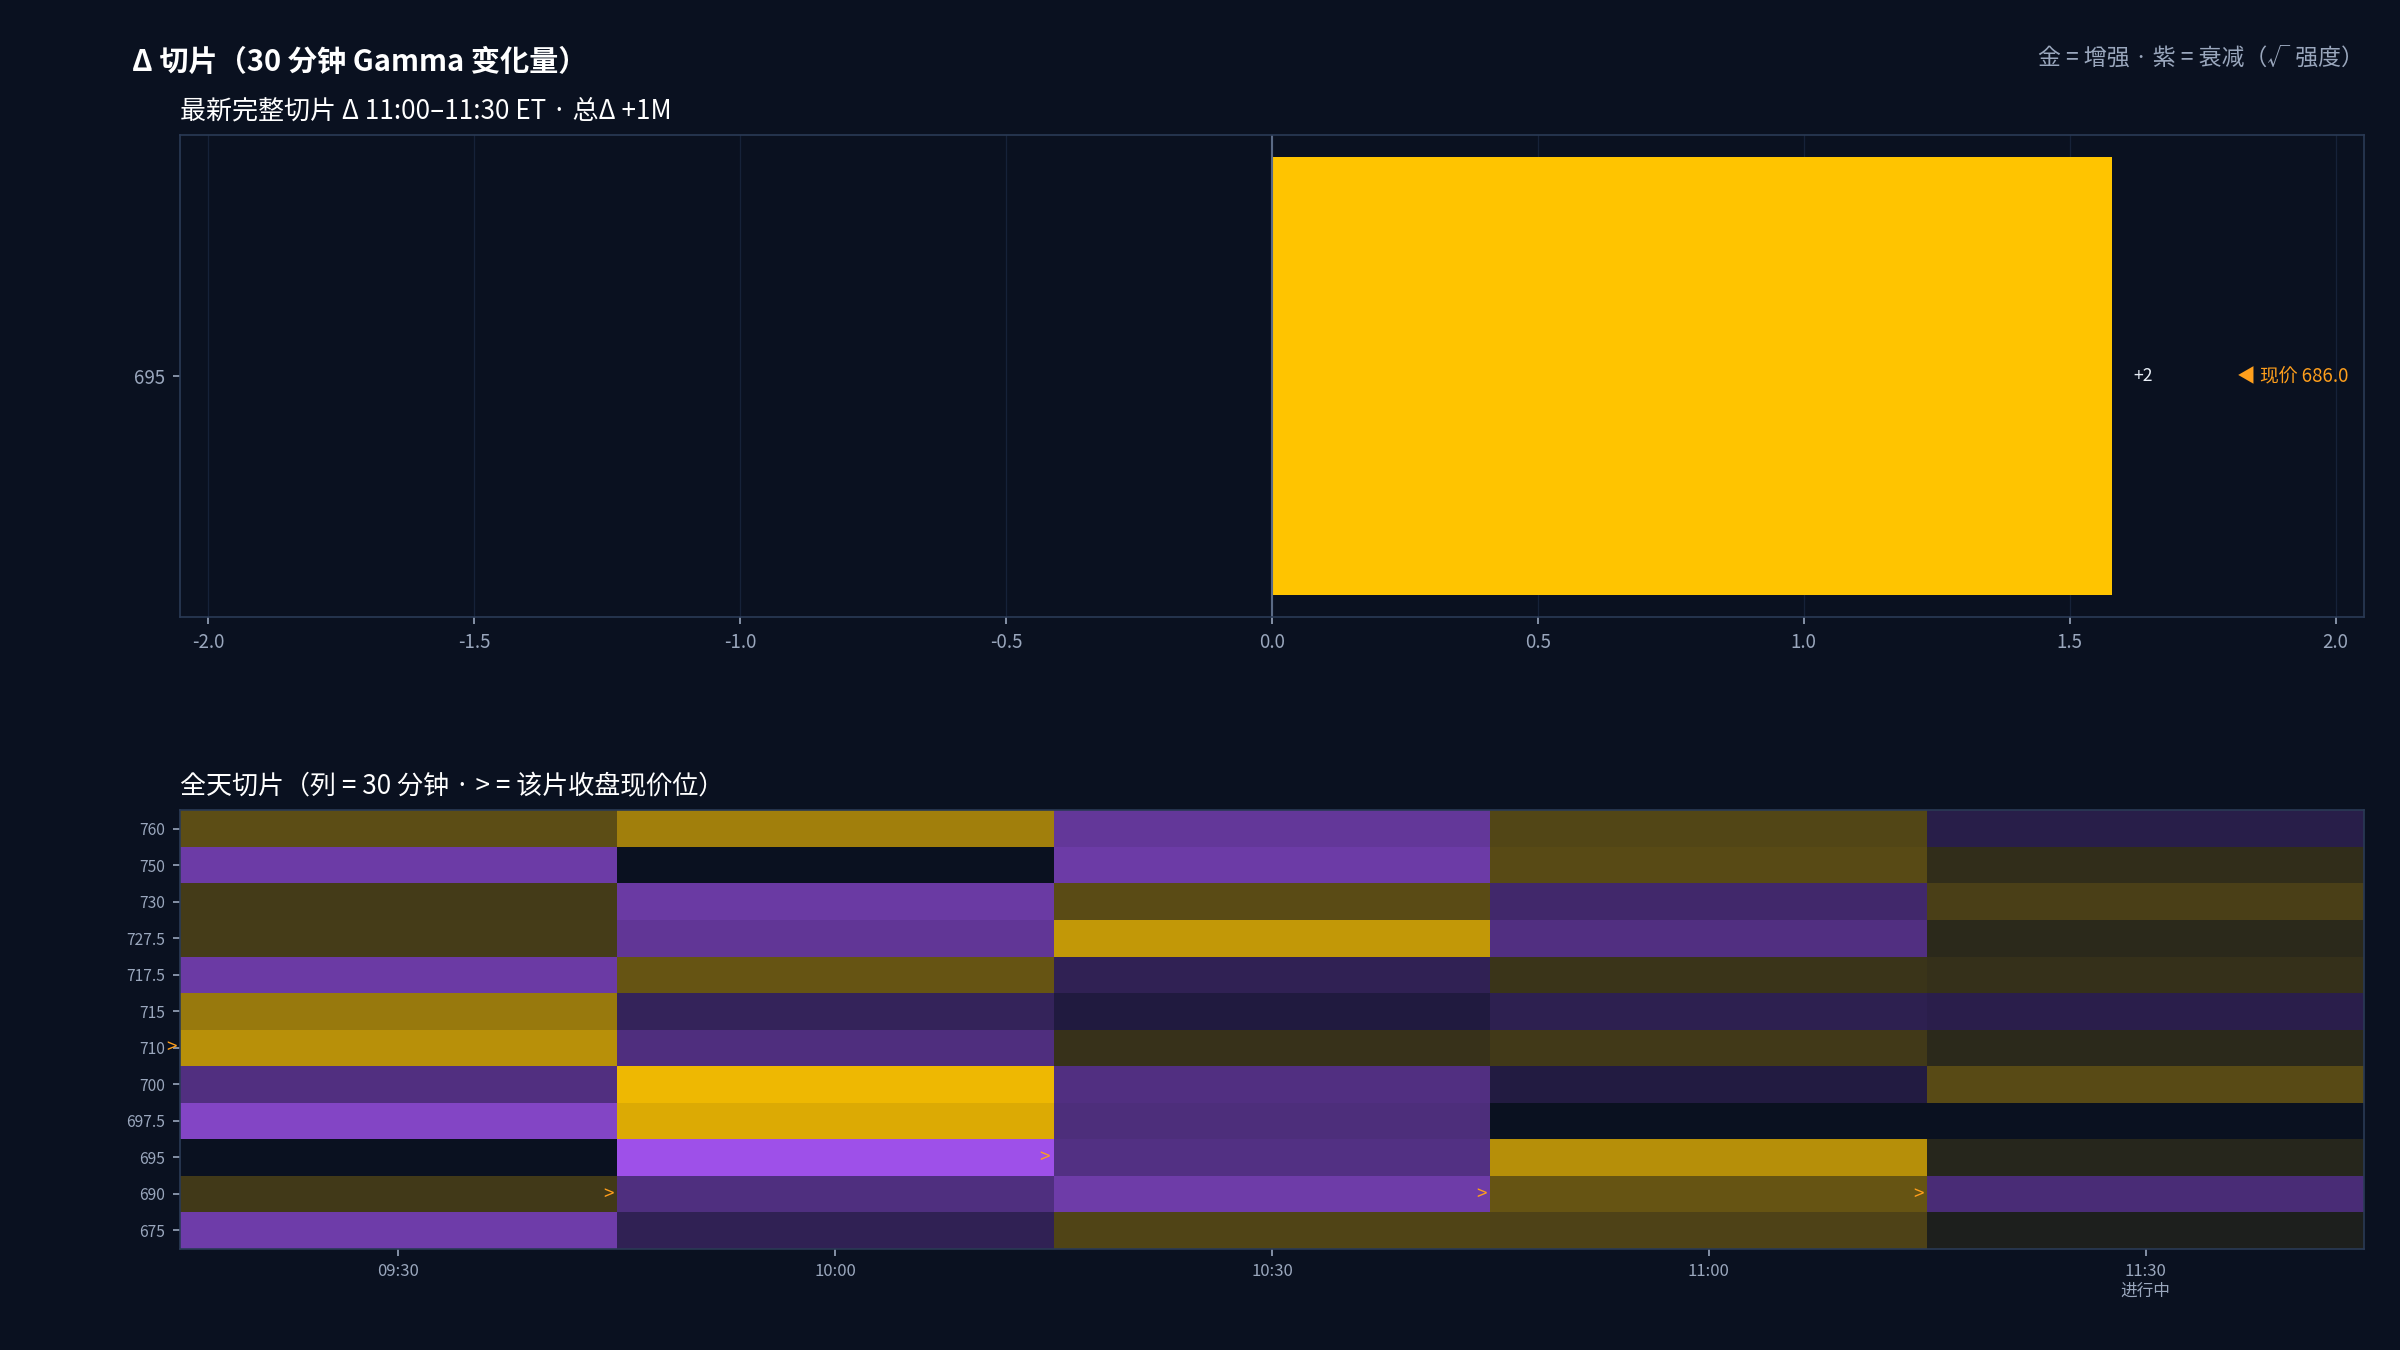 Δ 切片（30 分钟 Gamma 变化量）
金 = 增强 · 紫 = 衰减（√ 强度）
最新完整切片 Δ 11:00–11:30 ET · 总Δ +1M
695
+2
◀ 现价 686.0
-2.0 -1.5 -1.0 -0.5 0.0 0.5 1.0 1.5 2.0
全天切片（列 = 30 分钟 · > = 该片收盘现价位）
760
750
730
727.5
717.5
715
710 >
700
697.5
695 >
690 > > >
675
09:30 10:00 10:30 11:00 11:30
进行中